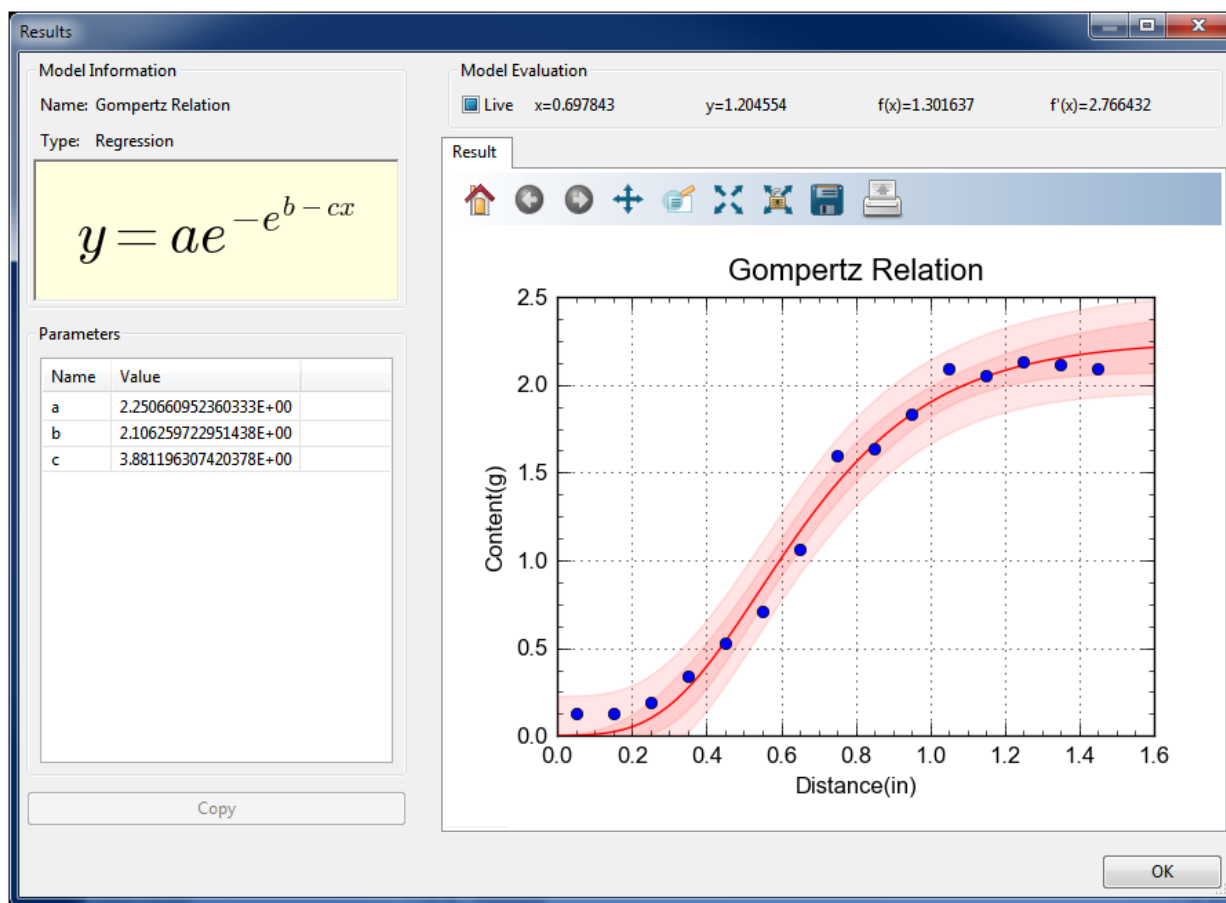 Results
Model Information
Name: Gompertz Relation
Type: Regression
y = ae^{-e^{b-cx}}
Parameters
Name Value
a 2.250660952360333E+00
b 2.106259722951438E+00
c 3.881196307420378E+00
Copy
Model Evaluation
Live x=0.697843 y=1.204554 f(x)=1.301637 f'(x)=2.766432
Result
Gompertz Relation
2.5
2.0
1.5
1.0
0.5
0.0
Content(g)
0.0 0.2 0.4 0.6 0.8 1.0 1.2 1.4 1.6
Distance(in)
OK